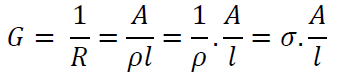 G = 1/R = A/ρl = 1/ρ . A/l = σ. A/l